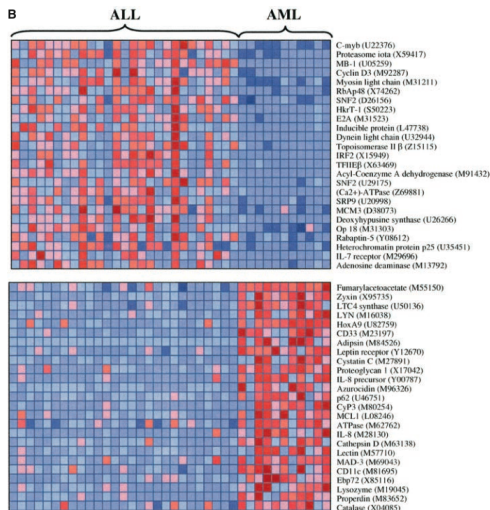 B
ALL AML
C-myb (U22376)
Proteasome iota (X59417)
MB-1 (U05259)
Cyclin D3 (M92287)
Myosin light chain (M31211)
RbAp48 (X74262)
SNF2 (D26156)
HkrT-1 (S50223)
E2A (M31523)
Inducible protein (L47738)
Dynein light chain (U32944)
Topoisomerase II β (Z15115)
IRF2 (X15949)
TFIIEβ (X63469)
Acyl-Coenzyme A dehydrogenase (M91432)
SNF2 (U29175)
(Ca2+)-ATPase (Z69881)
SRP9 (U20998)
MCM3 (D38073)
Deoxyhypusine synthase (U26266)
Op 18 (M31303)
Rabaptin-5 (Y08612)
Heterochromatin protein p25 (U35451)
IL-7 receptor (M29696)
Adenosine deaminase (M13792)
Fumarylacetoacetate (M55150)
Zyxin (X95735)
LTC4 synthase (U50136)
LYN (M16038)
HoxA9 (U82759)
CD33 (M23197)
Adipsin (M84526)
Leptin receptor (Y12670)
Cystatin C (M27891)
Proteoglycan 1 (X17042)
IL-8 precursor (Y00787)
Azurocidin (M96326)
p62 (U46751)
CyP3 (M80254)
MCL1 (L08246)
ATPase (M62762)
IL-8 (M28130)
Cathepsin D (M63138)
Lectin (M57710)
MAD-3 (M69043)
CD11c (M81695)
Ebp72 (X85116)
Lysozyme (M19045)
Properdin (M83652)
Catalase (X04085)